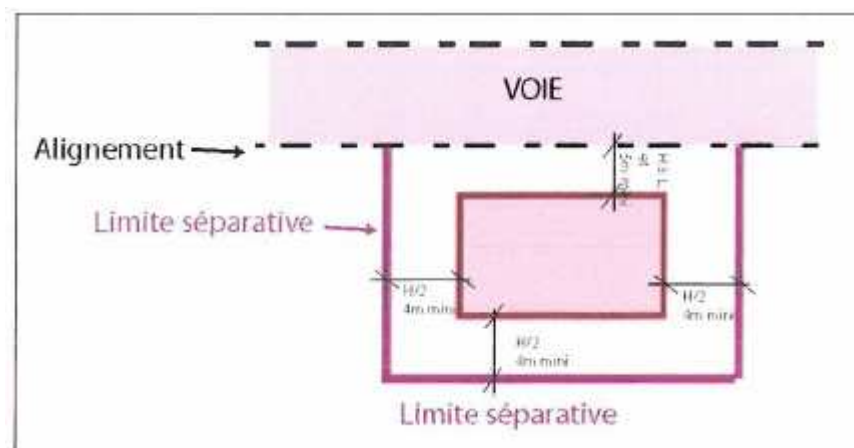 VOIE
Alignement
Limite séparative
H/2
4m mini
H/2
4m mini
H/2
4m mini
Limite séparative